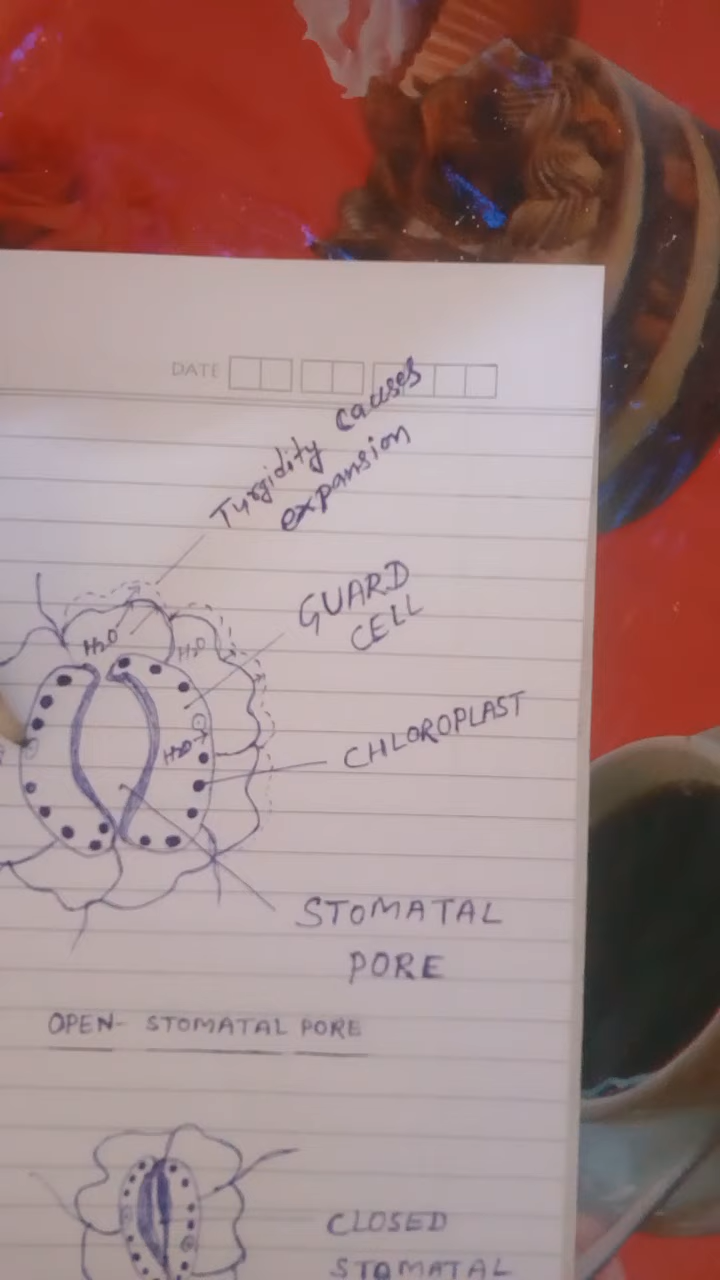 DATE
Turgidity causes
expansion
GUARD
CELL
H2O
H2O
H2O
CHLOROPLAST
STOMATAL
PORE
OPEN- STOMATAL PORE
CLOSED
STOMATAL